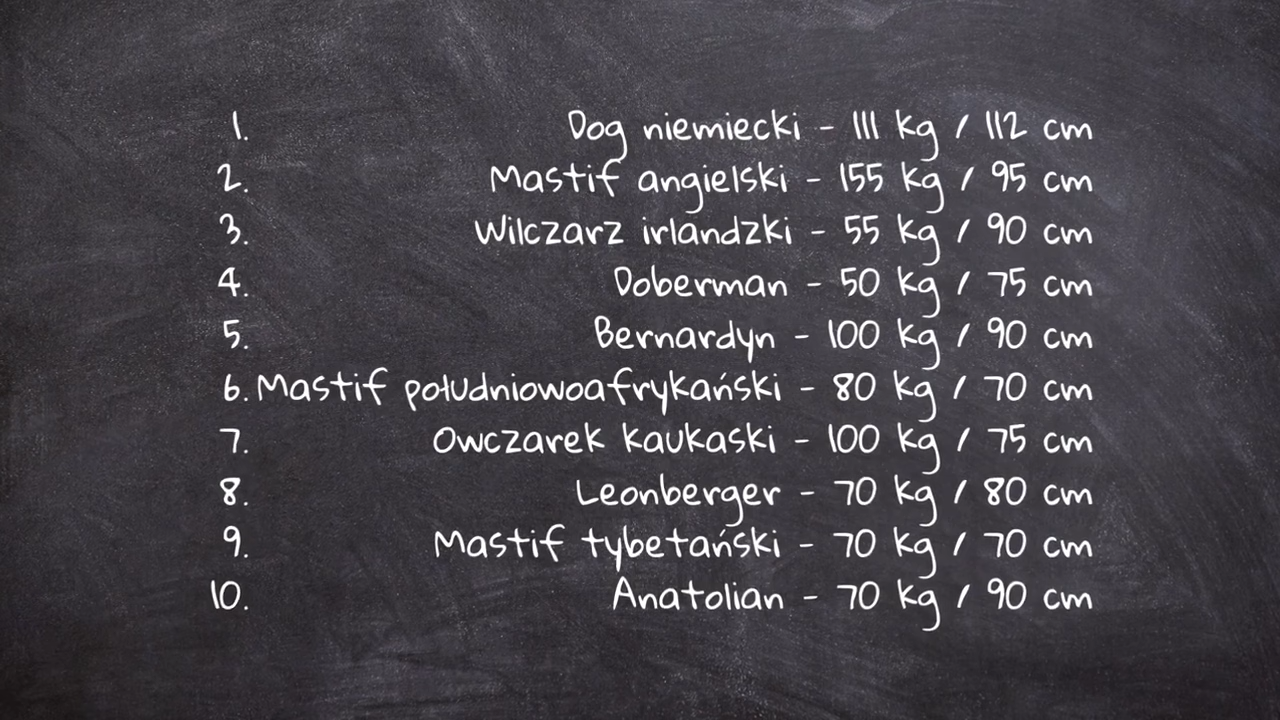 1. Dog niemiecki - 111 kg / 112 cm
2. Mastif angielski - 155 kg / 95 cm
3. Wilczarz irlandzki - 55 kg / 90 cm
4. Doberman - 50 kg / 75 cm
5. Bernardyn - 100 kg / 90 cm
6. Mastif południowoafrykański - 80 kg / 70 cm
7. Owczarek kaukaski - 100 kg / 75 cm
8. Leonberger - 70 kg / 80 cm
9. Mastif tybetański - 70 kg / 70 cm
10. Anatolian - 70 kg / 90 cm